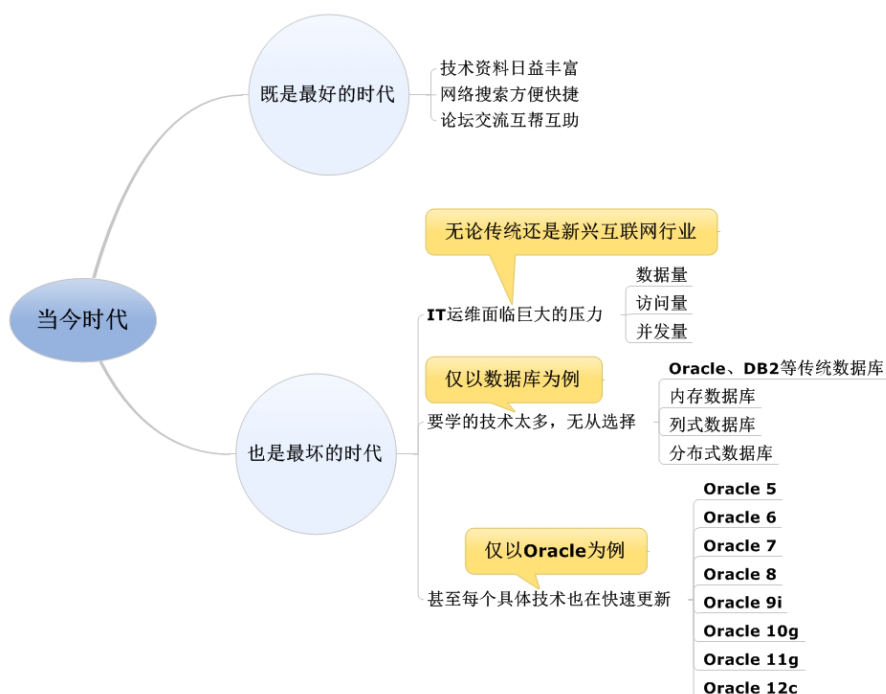 当今时代
既是最好的时代
技术资料日益丰富
网络搜索方便快捷
论坛交流互帮互助
也是最坏的时代
无论传统还是新兴互联网行业
IT运维面临巨大的压力
数据量
访问量
并发量
仅以数据库为例
要学的技术太多，无从选择
Oracle、DB2等传统数据库
内存数据库
列式数据库
分布式数据库
仅以Oracle为例
甚至每个具体技术也在快速更新
Oracle 5
Oracle 6
Oracle 7
Oracle 8
Oracle 9i
Oracle 10g
Oracle 11g
Oracle 12c